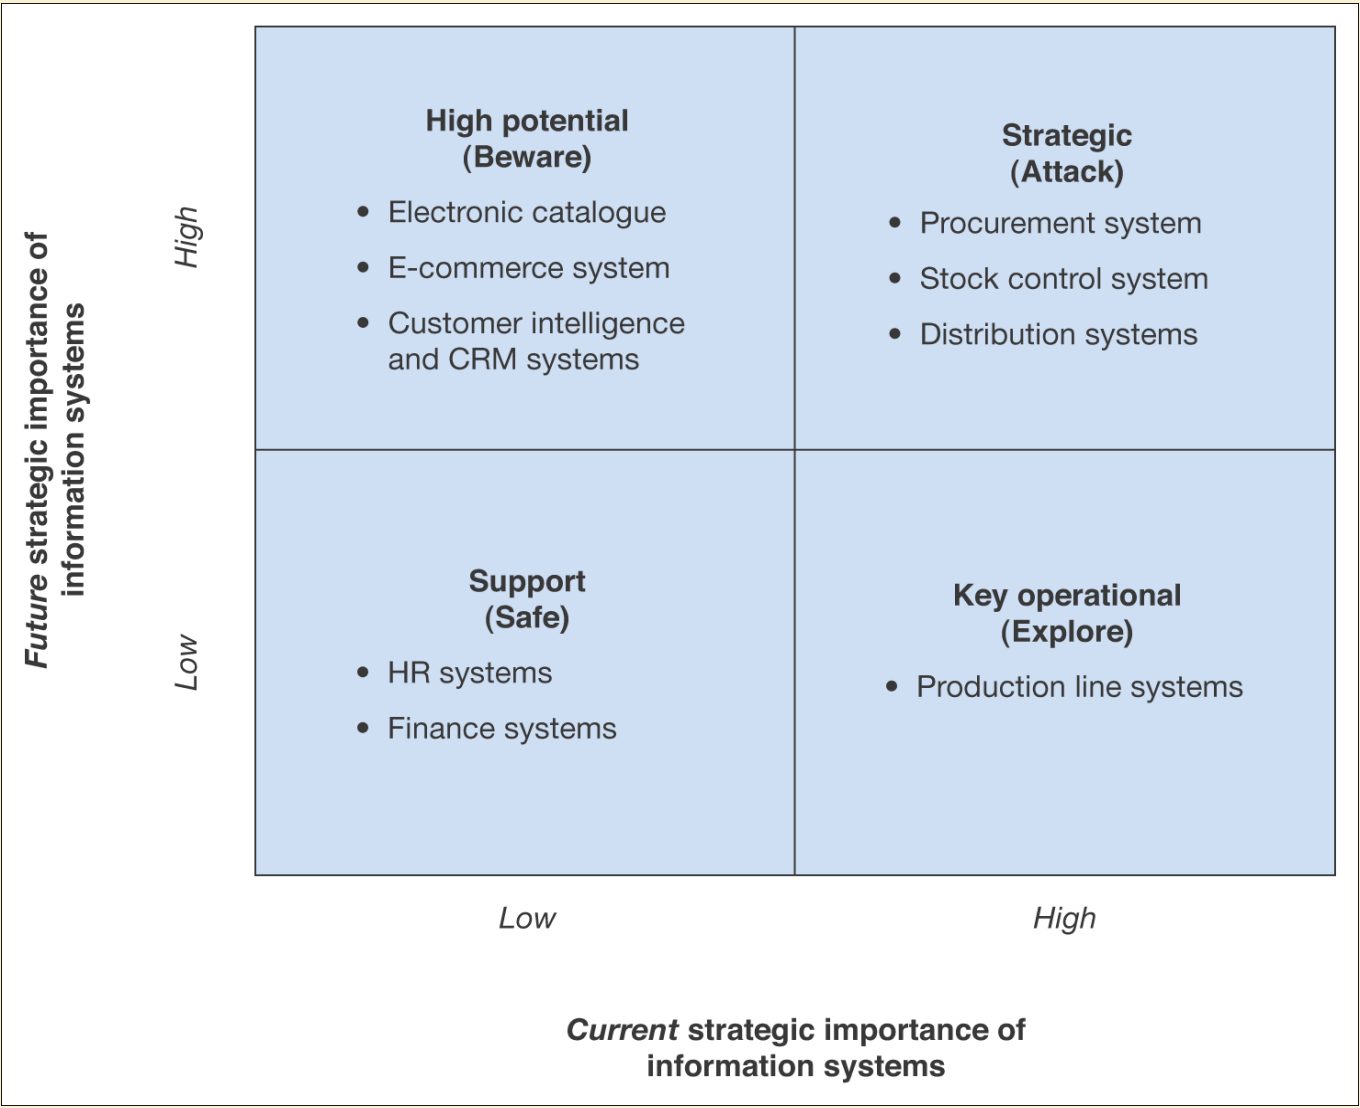 Future strategic importance of
information systems
High
Low
High potential
(Beware)
• Electronic catalogue
• E-commerce system
• Customer intelligence
and CRM systems
Strategic
(Attack)
• Procurement system
• Stock control system
• Distribution systems
Support
(Safe)
• HR systems
• Finance systems
Key operational
(Explore)
• Production line systems
Low
High
Current strategic importance of
information systems